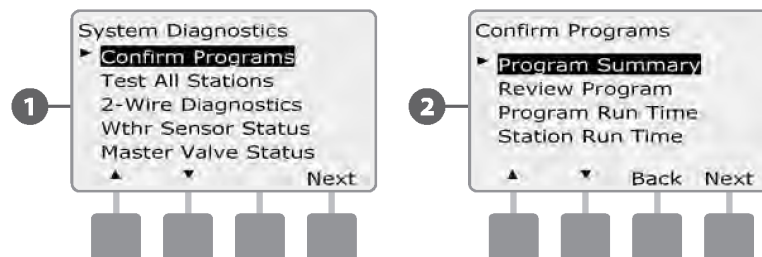 System Diagnostics
Confirm Programs
Test All Stations
2-Wire Diagnostics
Wthr Sensor Status
Master Valve Status
Next
1
Confirm Programs
Program Summary
Review Program
Program Run Time
Station Run Time
Back Next
2